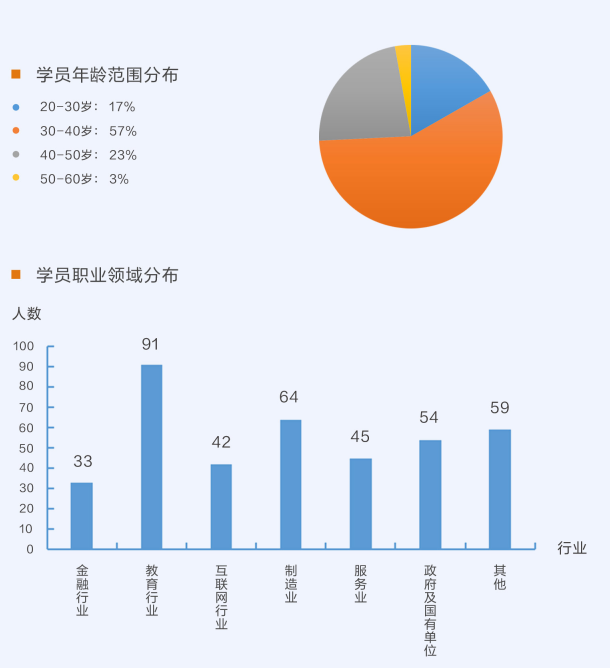 学员年龄范围分布
20-30岁： 17%
30-40岁： 57%
40-50岁： 23%
50-60岁： 3%
学员职业领域分布
人数
100
90
80
70
60
50
40
30
20
10
0
33
91
42
64
45
54
59
行业
金融行业
教育行业
互联网行业
制造业
服务业
政府及国有单位
其他